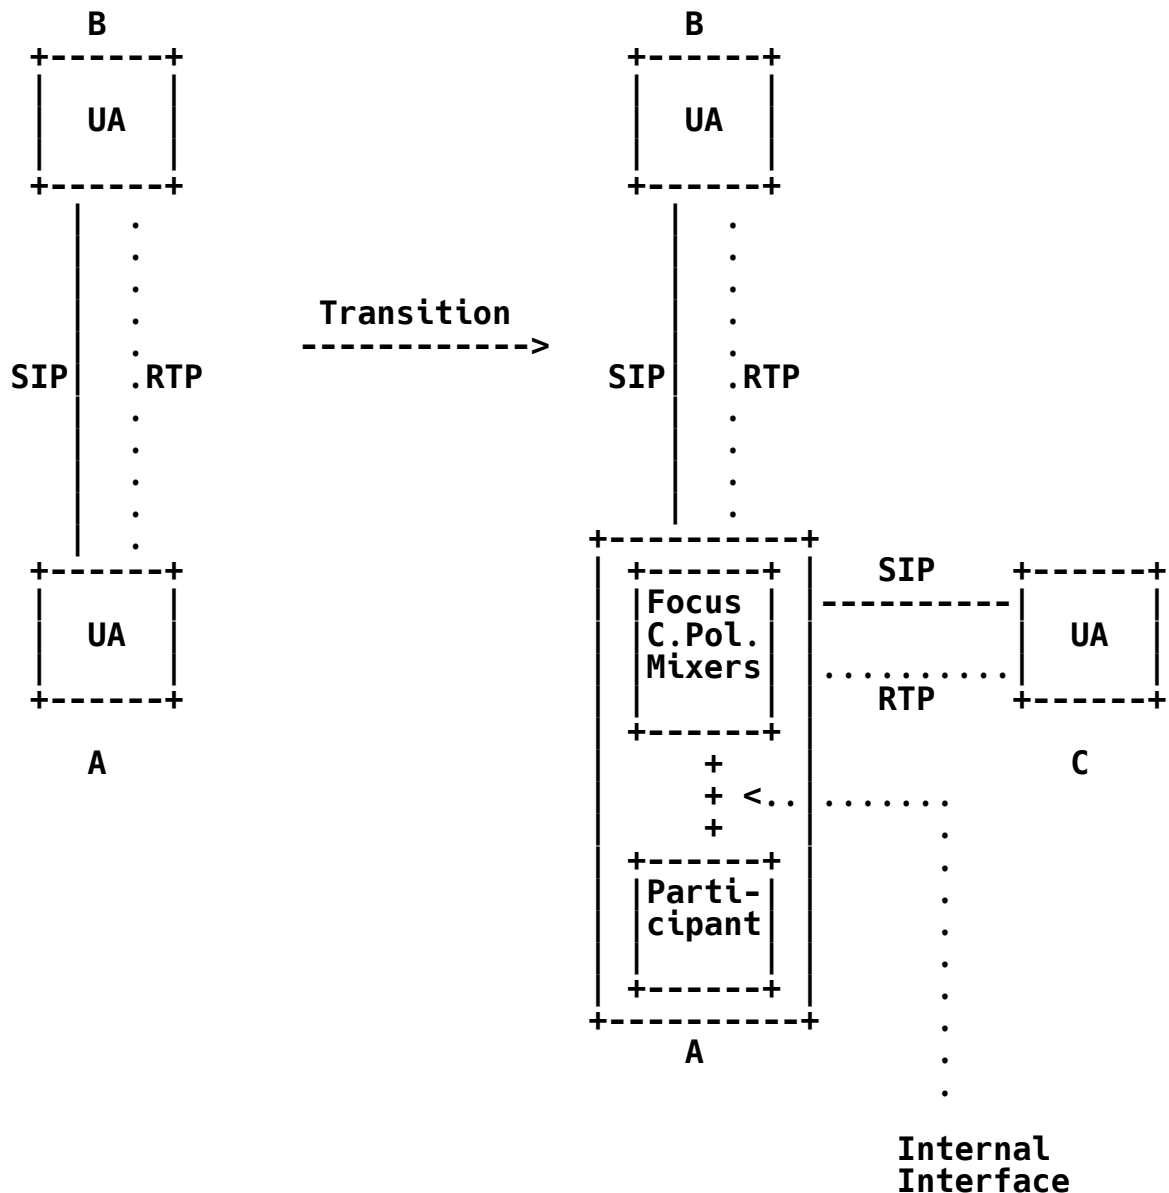 B B
UA UA
Transition
SIP RTP SIP RTP
SIP
Focus
C.Pol.
UA UA
Mixers
RTP
A C
Parti-
cipant
A
Internal
Interface